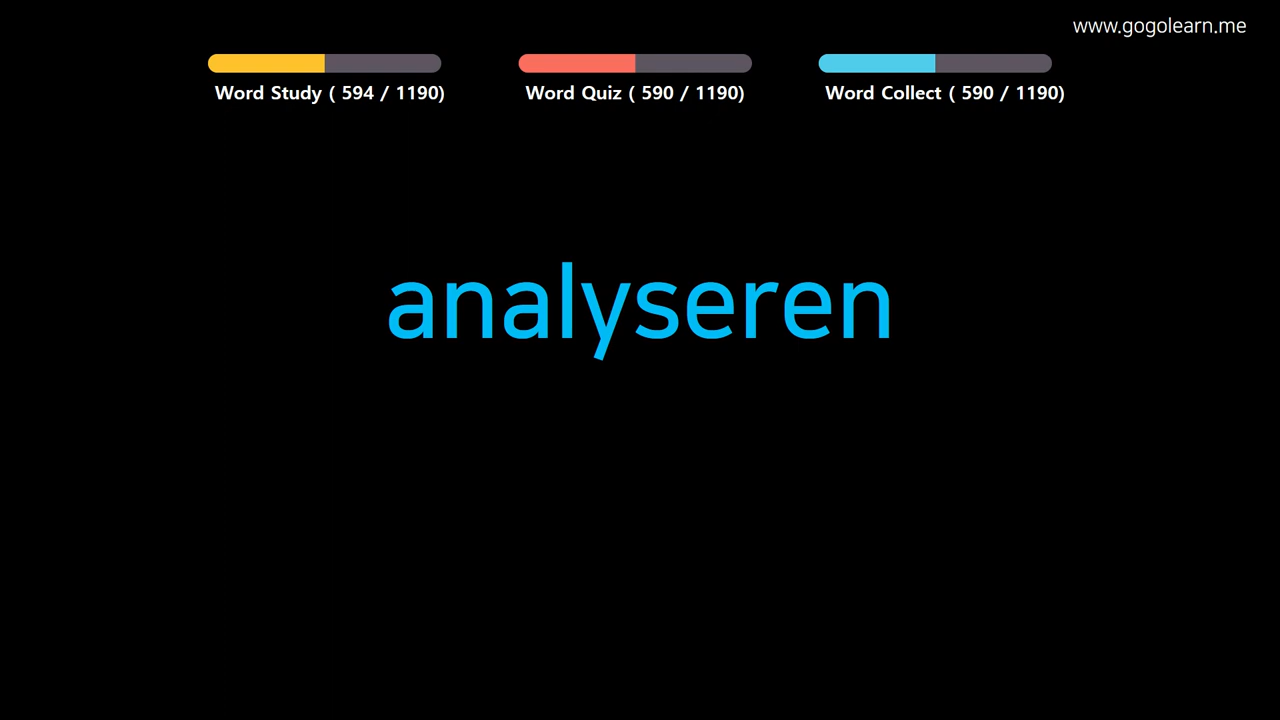 www.gogolearn.me
Word Study ( 594 / 1190)
Word Quiz ( 590 / 1190)
Word Collect ( 590 / 1190)
analyseren